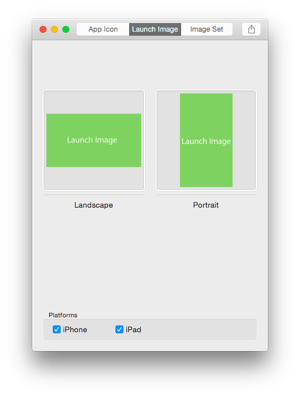 App Icon Launch Image Image Set
Launch Image Launch Image
Landscape Portrait
Platforms
iPhone iPad